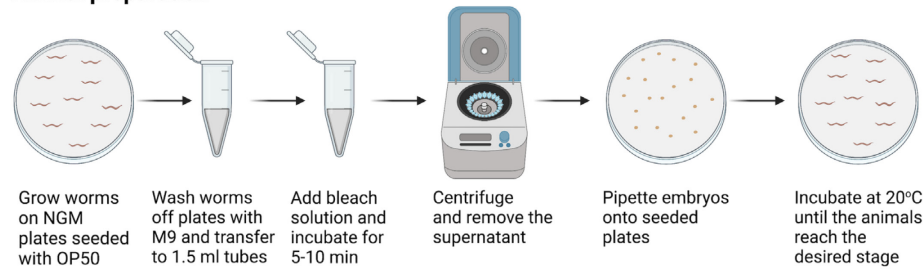 Grow worms
on NGM
plates seeded
with OP50
Wash worms
off plates with
M9 and transfer
to 1.5 ml tubes
Add bleach
solution and
incubate for
5-10 min
Centrifuge
and remove the
supernatant
Pipette embryos
onto seeded
plates
Incubate at 20°C
until the animals
reach the
desired stage